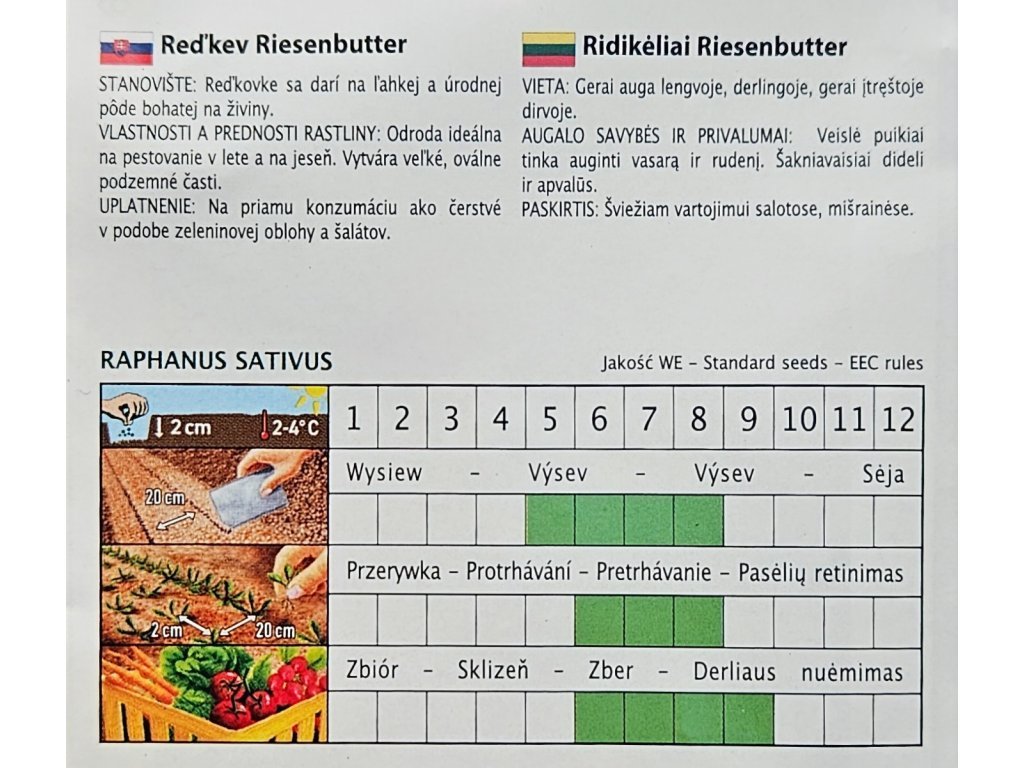 Reďkev Riesenbutter
STANOVIŠTE: Reďkovke sa darí na ľahkej a úrodnej
pôde bohatej na živiny.
VLASTNOSTI A PREDNOSTI RASTLINY: Odroda ideálna
na pestovanie v lete a na jeseň. Vytvára veľké, oválne
podzemné časti.
UPLATNENIE: Na priamu konzumáciu ako čerstvé
v podobe zeleninovej oblohy a šalátov.
Ridikėliai Riesenbutter
VIETA: Gerai auga lengvoje, derlingoje, gerai įtręštoje
dirvoje.
AUGALO SAVYBĖS IR PRIVALUMAI: Veislė puikiai
tinka auginti vasarą ir rudenį. Šakniavaisiai dideli
ir apvalūs.
PASKIRTIS: Šviežiam vartojimui salotose, mišrainėse.
RAPHANUS SATIVUS
Jakość WE – Standard seeds – EEC rules
2 cm 2-4°C 1 2 3 4 5 6 7 8 9 10 11 12
Wysiew – Výsev – Výsev – Sėja
20 cm
Przerywka – Protrhávání – Pretrhávanie – Pasėlių retinimas
2 cm 20 cm
Zbiór – Sklizeň – Zber – Derliaus nuėmimas